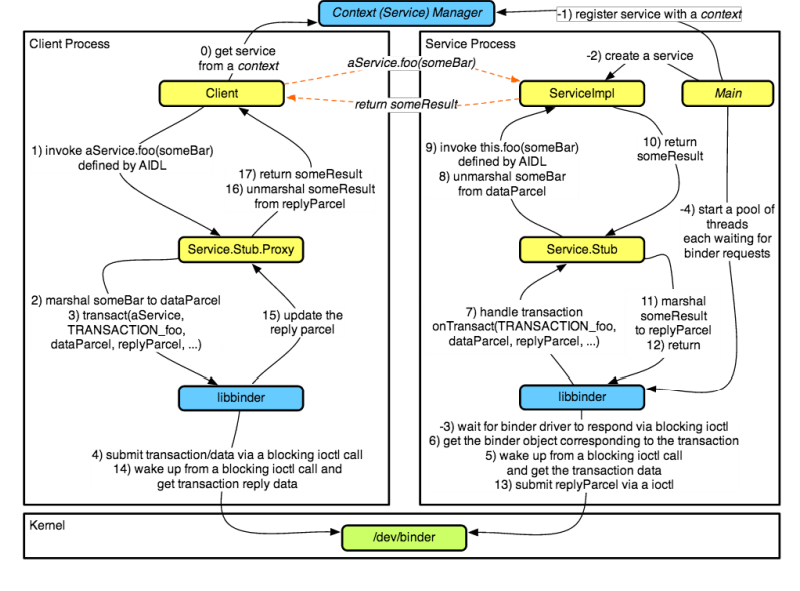 Context (Service) Manager
-1) register service with a context
Client Process
0) get service
from a context
Client
aService.foo(someBar)
return someResult
Service Process
-2) create a service
ServiceImpl
Main
1) invoke aService.foo(someBar)
defined by AIDL
17) return someResult
16) unmarshal someResult
from replyParcel
9) invoke this.foo(someBar)
defined by AIDL
8) unmarshal someBar
from dataParcel
10) return
someResult
-4) start a pool of
threads
each waiting for
binder requests
Service.Stub.Proxy
Service.Stub
2) marshal someBar to dataParcel
3) transact(aService,
TRANSACTION_foo,
dataParcel, replyParcel, ...)
15) update the
reply parcel
7) handle transaction
onTransact(TRANSACTION_foo,
dataParcel, replyParcel, ...)
11) marshal
someResult
to replyParcel
12) return
libbinder
libbinder
4) submit transaction/data via a blocking ioctl call
14) wake up from a blocking ioctl call and
get transaction reply data
-3) wait for binder driver to respond via blocking ioctl
6) get the binder object corresponding to the transaction
5) wake up from a blocking ioctl call
and get the transaction data
13) submit replyParcel via a ioctl
Kernel
/dev/binder